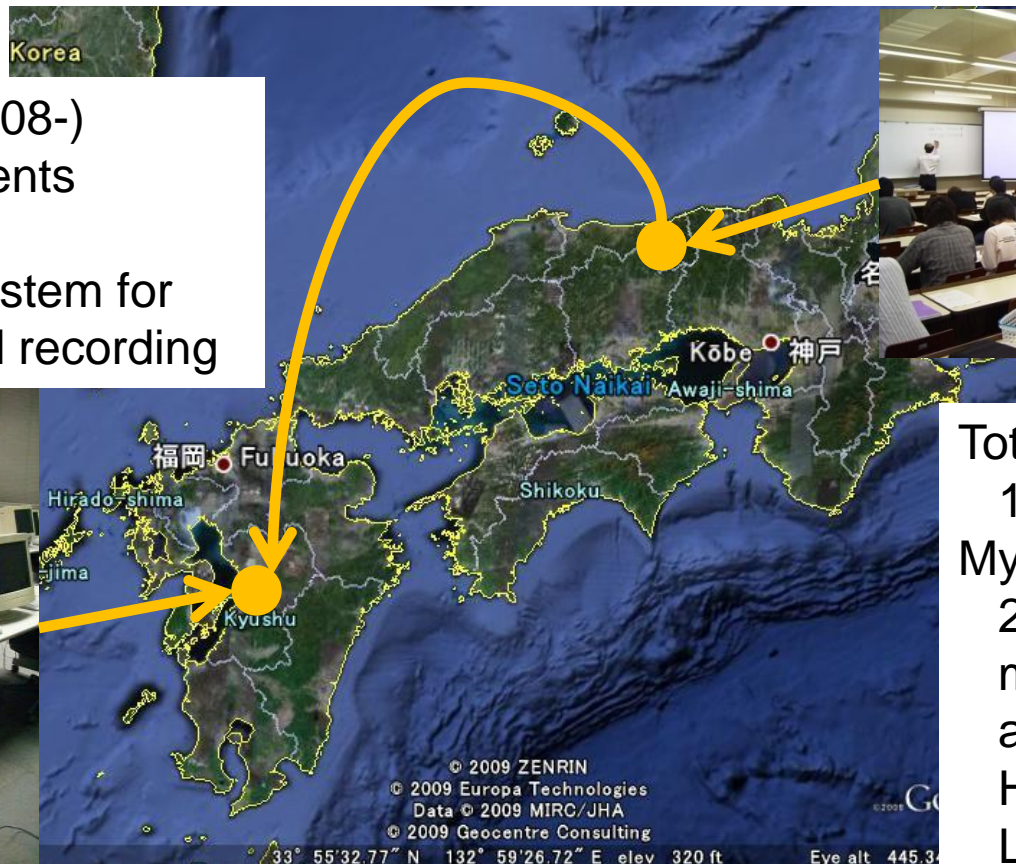 Korea
08-)
ents
stem for
recording
Kōbe 神戸
Seto Naikai
Awaji-shima
福岡 Fukuoka
Hirado-shima
Shikoku
-jima
Kyushu
Tot
1
My
2
m
a
H
L
© 2009 ZENRIN
© 2009 Europa Technologies
Data © 2009 MIRC/JHA
© 2009 Geocentre Consulting
33° 55'32.77" N 132° 59'26.72" E elev 320 ft Eye alt 445.3